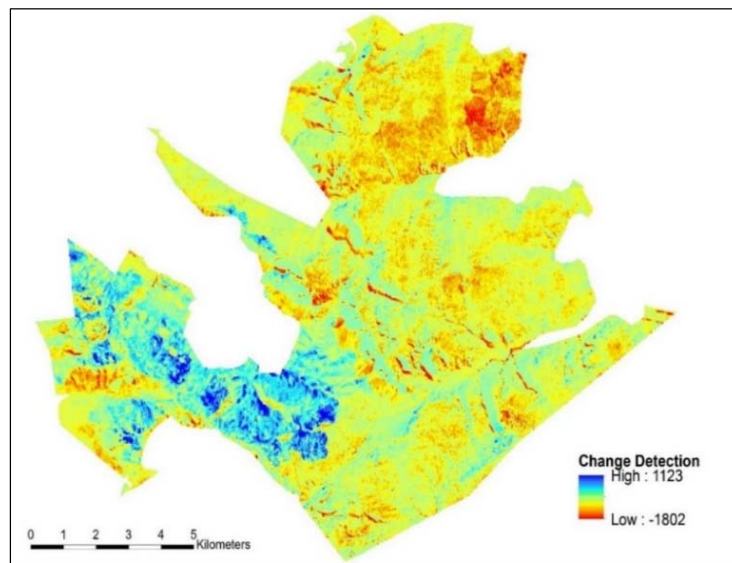 Change Detection
High : 1123
Low : -1802
0 1 2 3 4 5
Kilometers